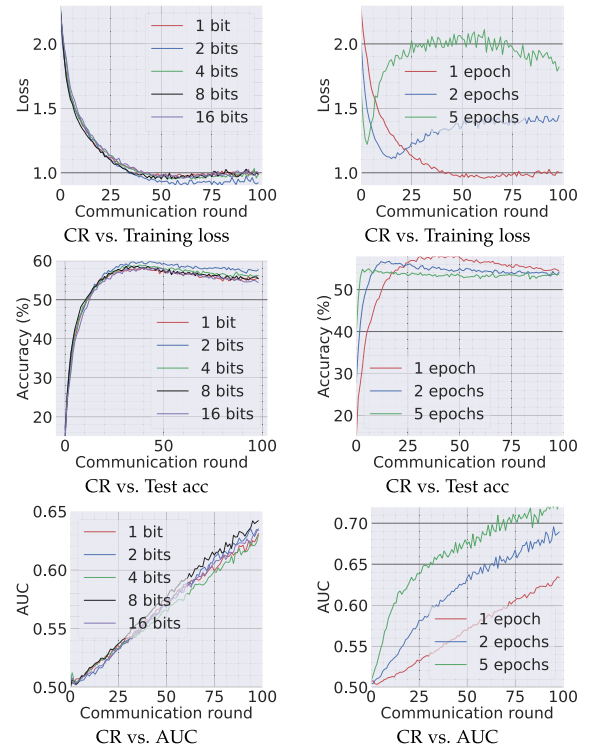 2.0
1.5
1.0
Loss
1 bit
2 bits
4 bits
8 bits
16 bits
0
25
50
75
100
Communication round
CR vs. Training loss
2.0
1.5
1.0
Loss
1 epoch
2 epochs
5 epochs
0
25
50
75
100
Communication round
CR vs. Training loss
60
50
40
30
20
Accuracy (%)
1 bit
2 bits
4 bits
8 bits
16 bits
0
25
50
75
100
Communication round
CR vs. Test acc
50
40
30
20
Accuracy (%)
1 epoch
2 epochs
5 epochs
0
25
50
75
100
Communication round
CR vs. Test acc
0.65
0.60
0.55
0.50
AUC
1 bit
2 bits
4 bits
8 bits
16 bits
0
25
50
75
100
Communication round
CR vs. AUC
0.70
0.65
0.60
0.55
0.50
AUC
1 epoch
2 epochs
5 epochs
0
25
50
75
100
Communication round
CR vs. AUC